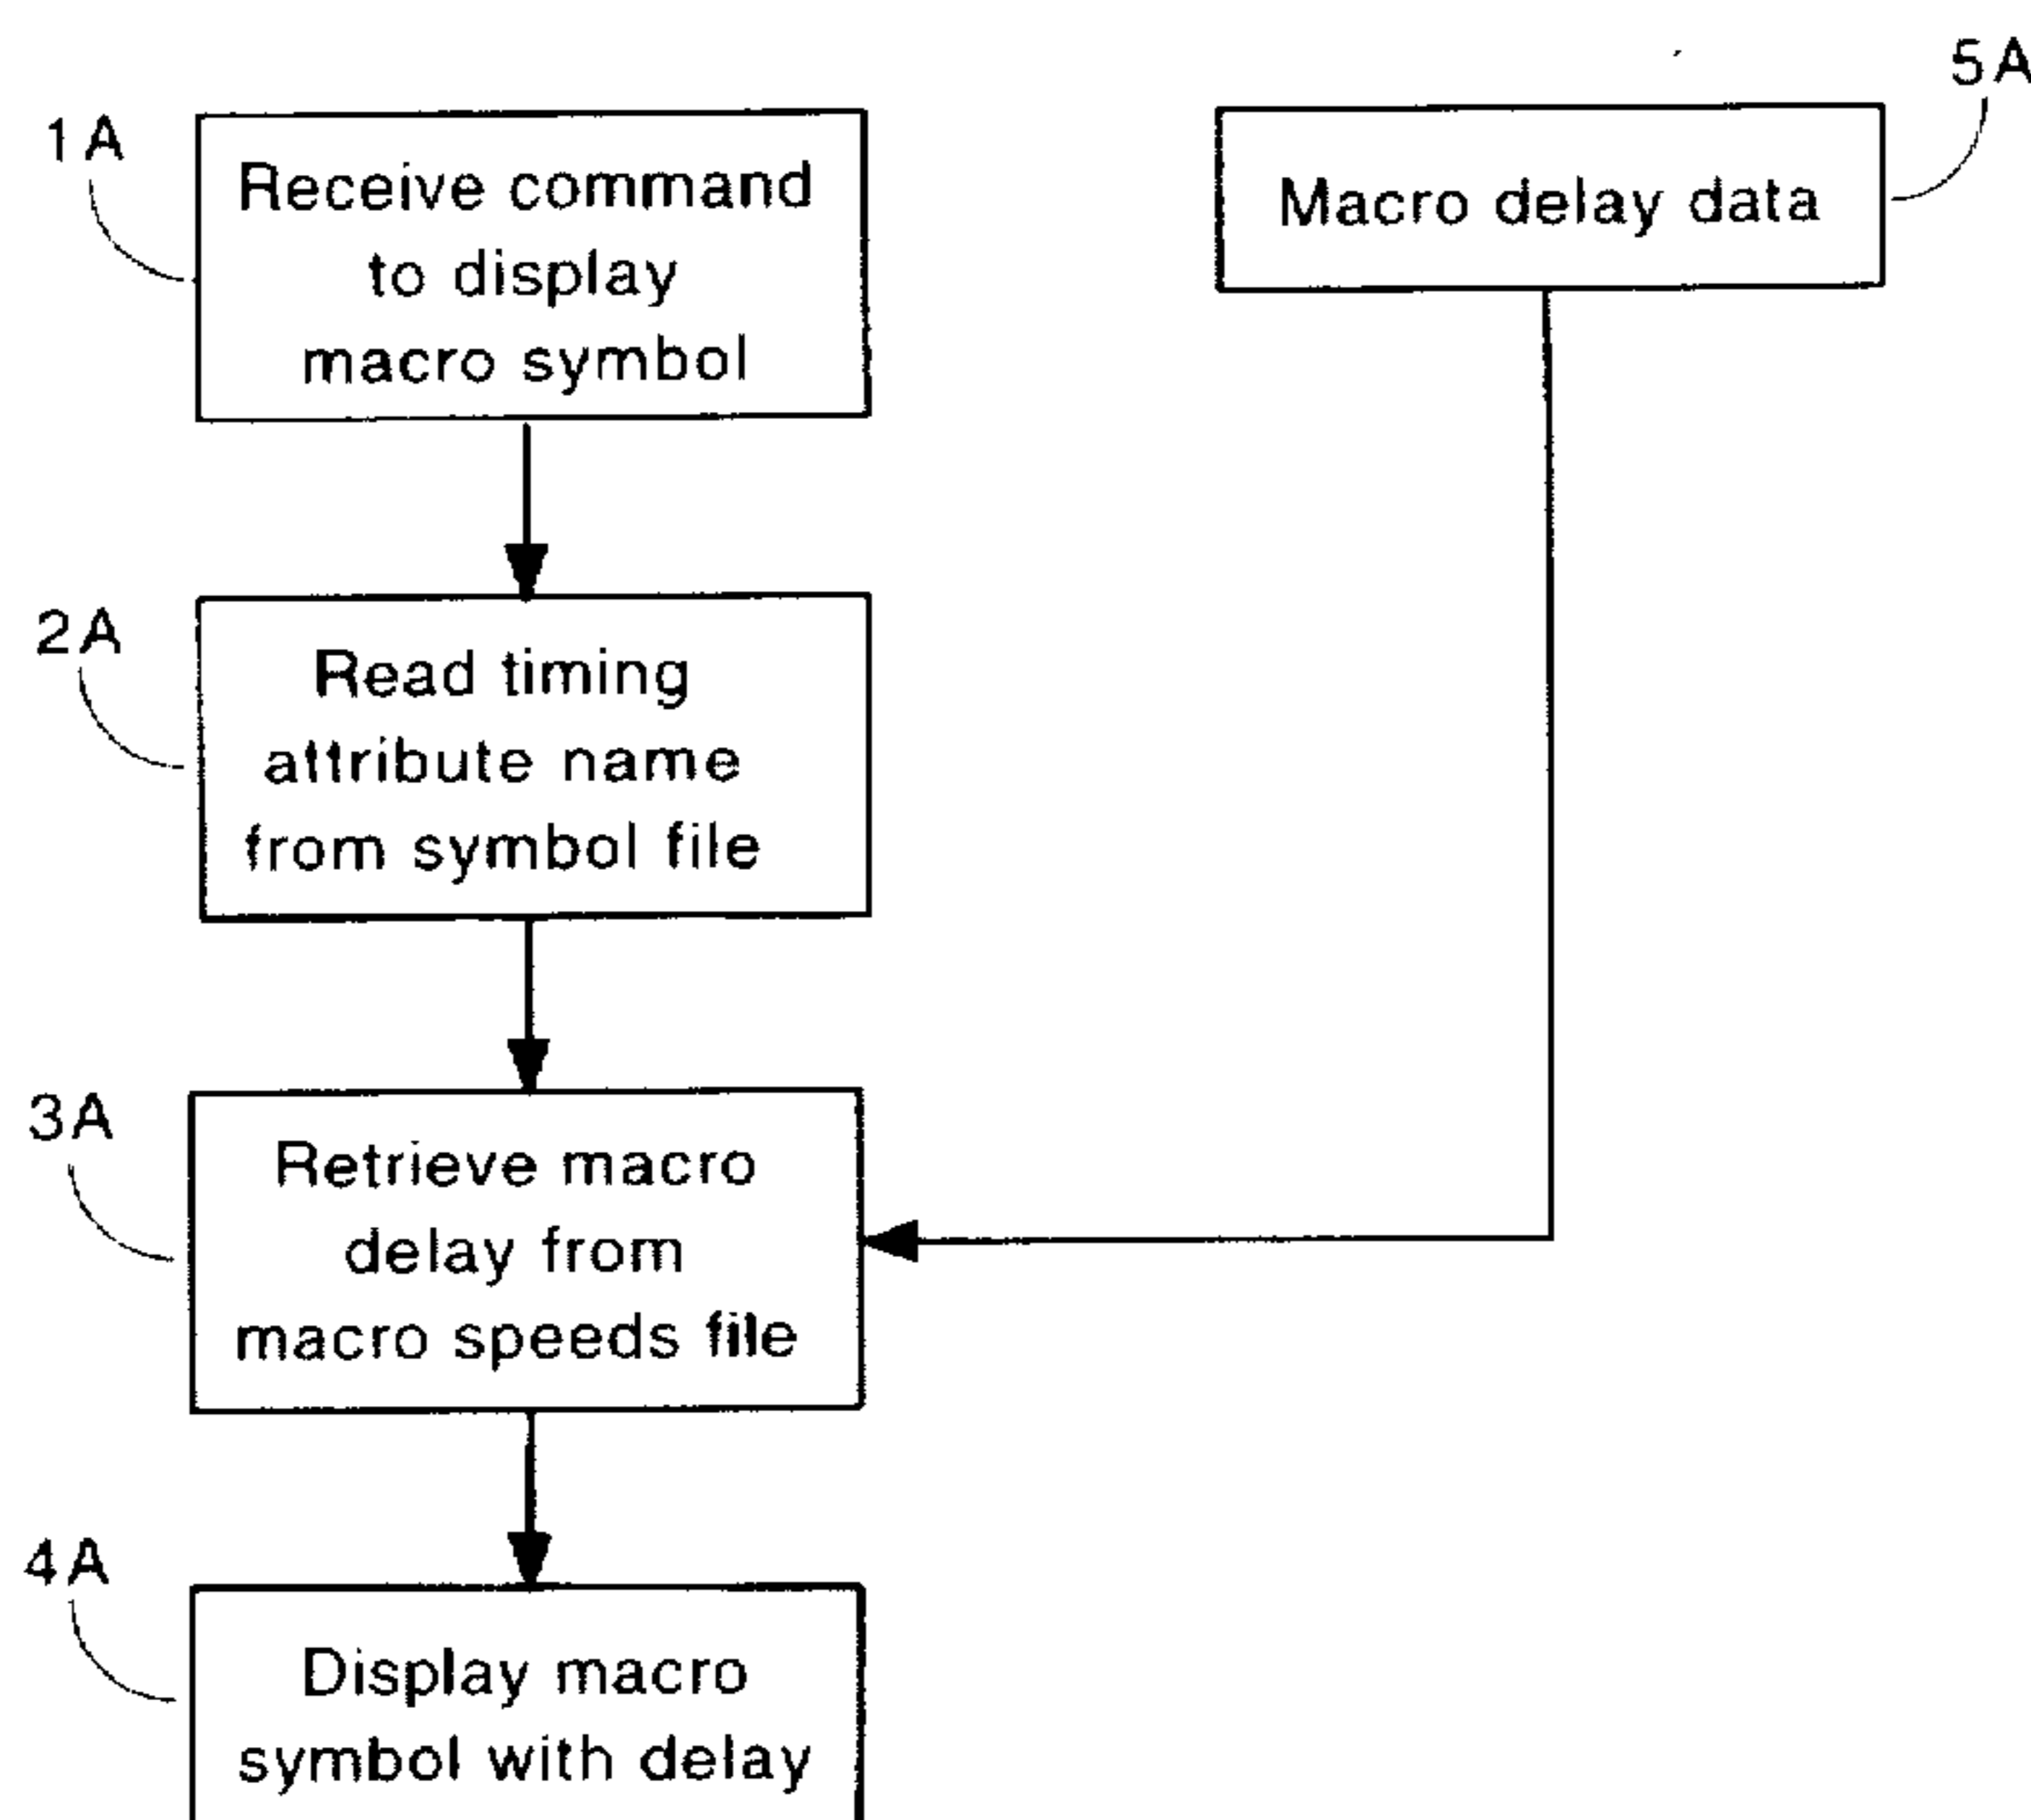 1A
Receive command
to display
macro symbol
5A
Macro delay data
2A
Read timing
attribute name
from symbol file
3A
Retrieve macro
delay from
macro speeds file
4A
Display macro
symbol with delay